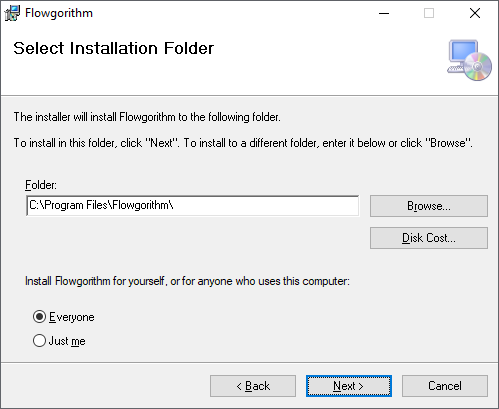 Flowgorithm
Select Installation Folder
The installer will install Flowgorithm to the following folder.
To install in this folder, click "Next". To install to a different folder, enter it below or click "Browse".
Folder:
C:\Program Files\Flowgorithm\
Browse...
Disk Cost...
Install Flowgorithm for yourself, or for anyone who uses this computer:
Everyone
Just me
< Back
Next >
Cancel